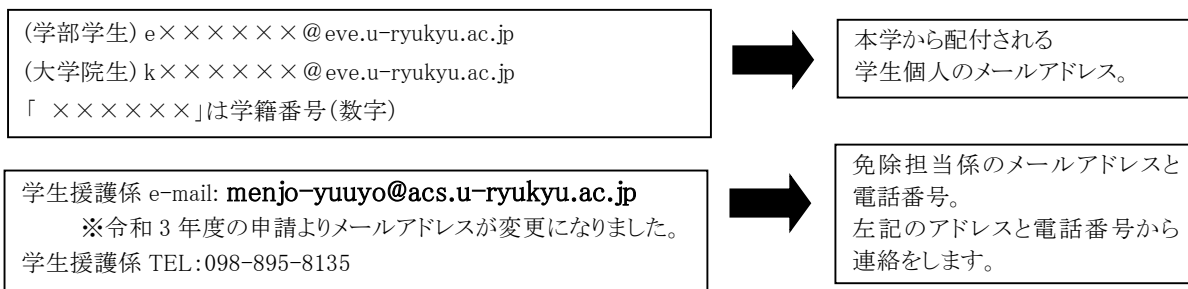 (学部学生) e××××××@eve.u-ryukyu.ac.jp
(大学院生) k××××××@eve.u-ryukyu.ac.jp
「 ××××××」は学籍番号(数字)
本学から配付される
学生個人のメールアドレス。
学生援護係 e-mail: menjo-yuuyo@acs.u-ryukyu.ac.jp
※令和 3 年度の申請よりメールアドレスが変更になりました。
学生援護係 TEL:098-895-8135
免除担当係のメールアドレスと
電話番号。
左記のアドレスと電話番号から
連絡をします。